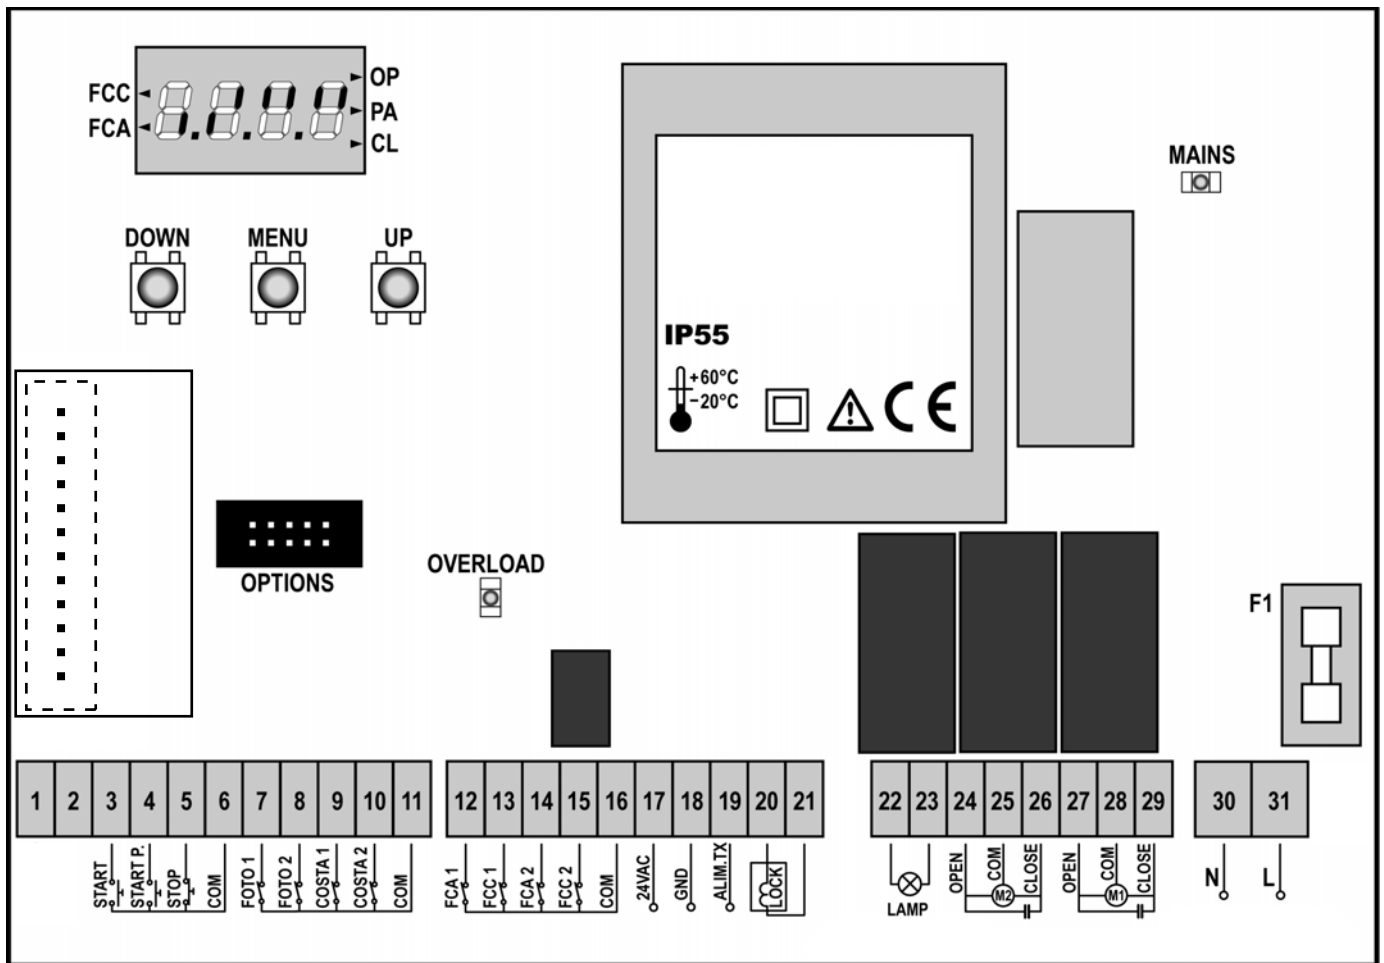 FCC
FCA
OP
PA
CL
MAINS
DOWN MENU UP
IP55
+60°C
−20°C
CE
OPTIONS
OVERLOAD
F1
1 2 3 4 5 6 7 8 9 10 11
12 13 14 15 16 17 18 19 20 21
22 23 24 25 26 27 28 29
30 31
START
START P.
STOP
COM
FOTO 1
FOTO 2
COSTA 1
COSTA 2
COM
FCA 1
FCC 1
FCA 2
FCC 2
COM
24VAC
GND
ALIM.TX
LOCK
LAMP
OPEN
COM
CLOSE
M2
OPEN
COM
CLOSE
M1
N
L